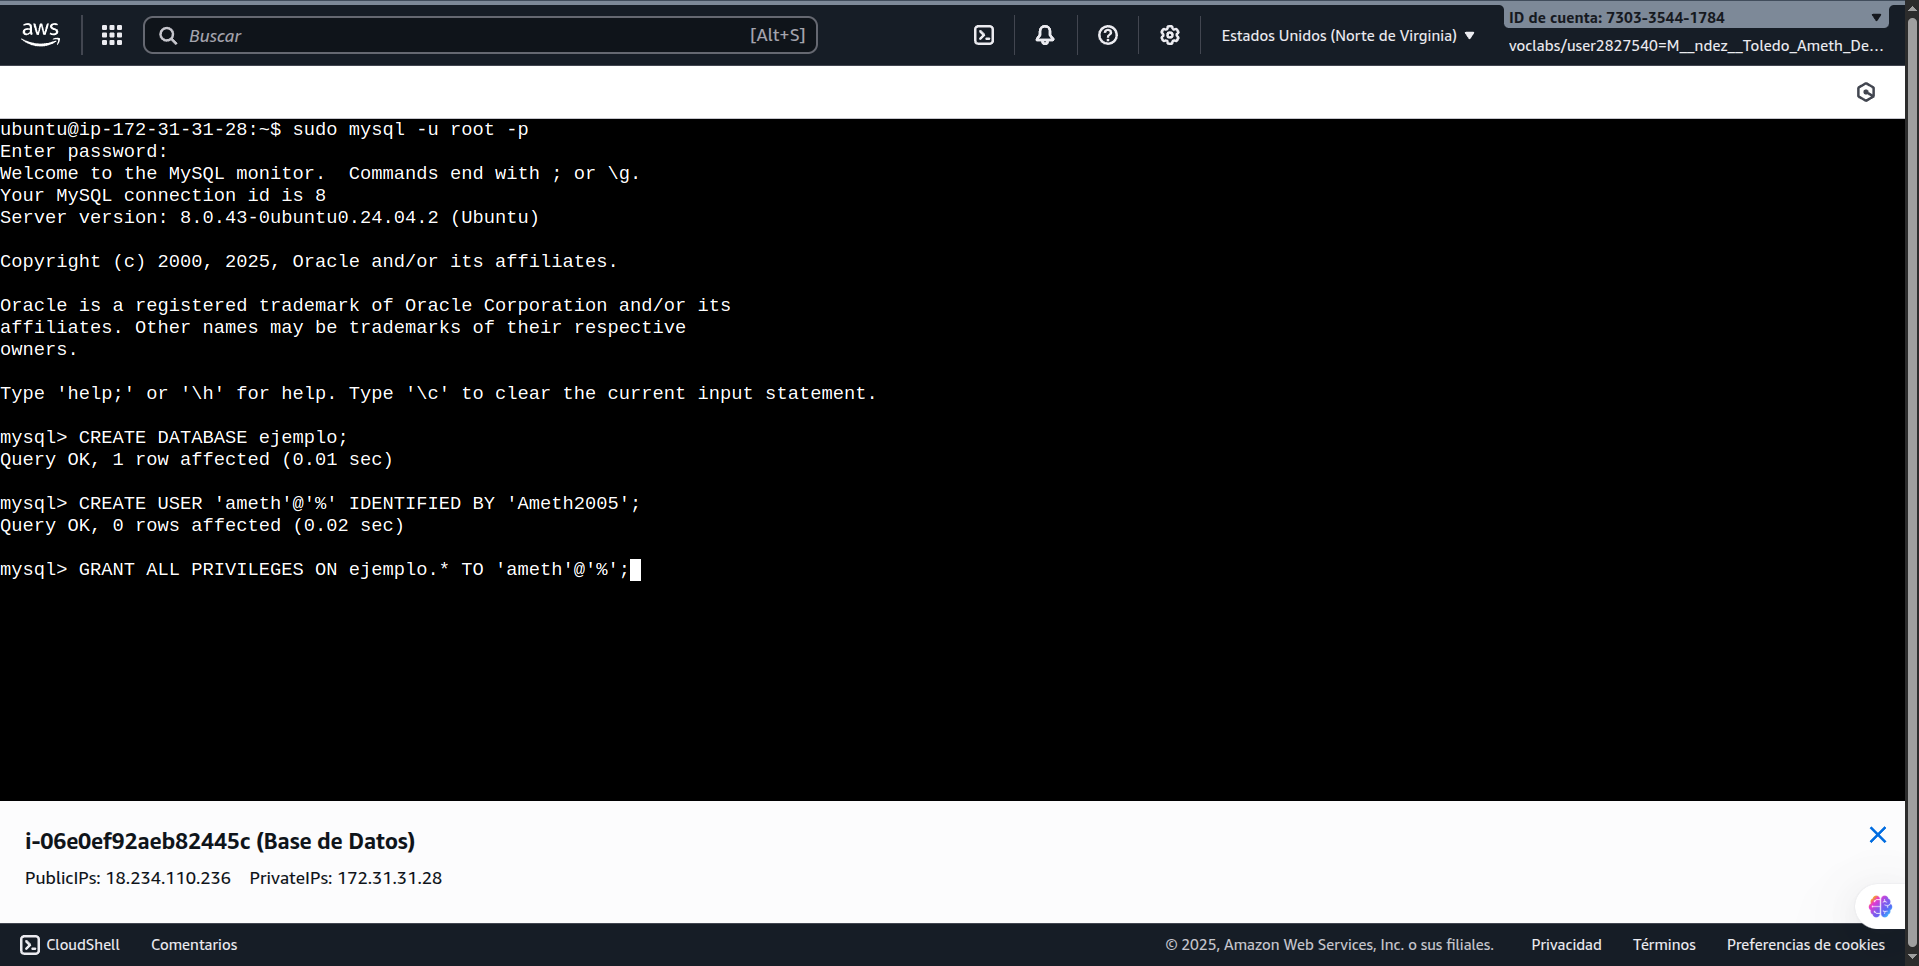 aws
Buscar
[Alt+S]
Estados Unidos (Norte de Virginia)
ID de cuenta: 7303-3544-1784
voclabs/user2827540=M__ndez__Toledo_Ameth_De...
ubuntu@ip-172-31-31-28:~$ sudo mysql -u root -p
Enter password:
Welcome to the MySQL monitor.  Commands end with ; or \g.
Your MySQL connection id is 8
Server version: 8.0.43-0ubuntu0.24.04.2 (Ubuntu)
Copyright (c) 2000, 2025, Oracle and/or its affiliates.
Oracle is a registered trademark of Oracle Corporation and/or its
affiliates. Other names may be trademarks of their respective
owners.
Type 'help;' or '\h' for help. Type '\c' to clear the current input statement.
mysql> CREATE DATABASE ejemplo;
Query OK, 1 row affected (0.01 sec)
mysql> CREATE USER 'ameth'@'%' IDENTIFIED BY 'Ameth2005';
Query OK, 0 rows affected (0.02 sec)
mysql> GRANT ALL PRIVILEGES ON ejemplo.* TO 'ameth'@'%';
i-06e0ef92aeb82445c (Base de Datos)
PublicIPs: 18.234.110.236 PrivateIPs: 172.31.31.28
CloudShell
Comentarios
© 2025, Amazon Web Services, Inc. o sus filiales.
Privacidad
Términos
Preferencias de cookies